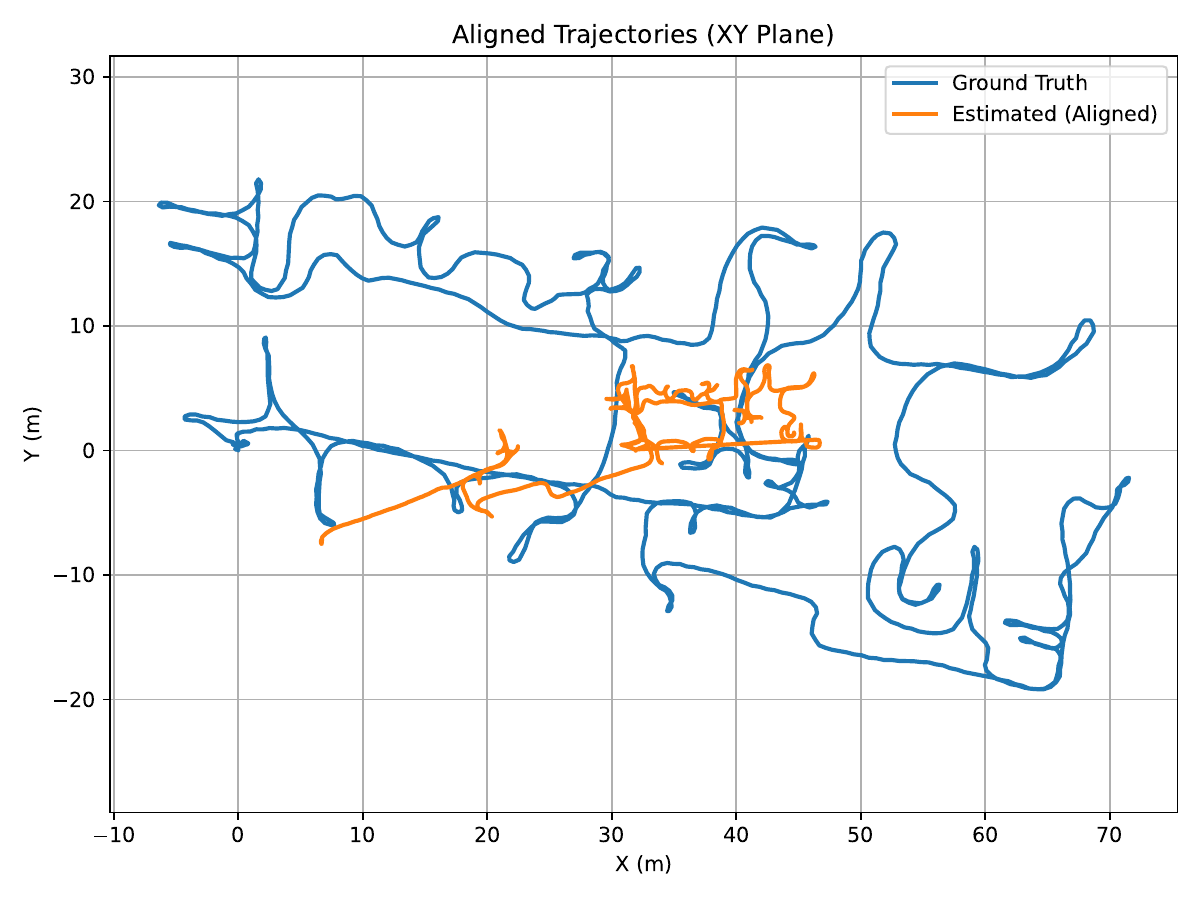 Aligned Trajectories (XY Plane)
Ground Truth
Estimated (Aligned)
30
20
10
0
−10
−20
Y (m)
−10 0 10 20 30 40 50 60 70
X (m)